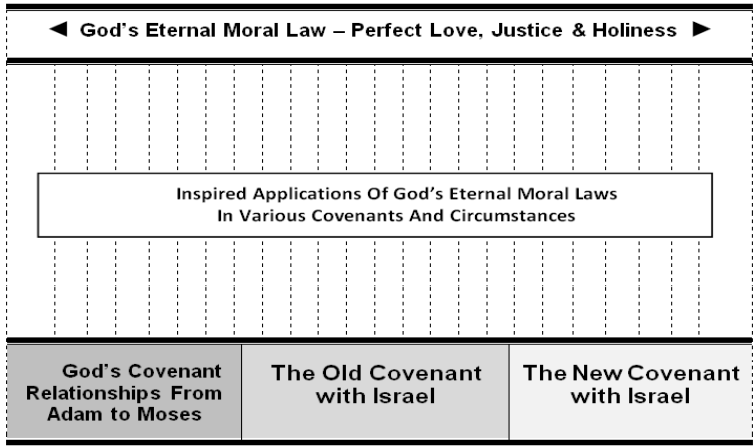 ◄ God's Eternal Moral Law – Perfect Love, Justice & Holiness ►
Inspired Applications Of God's Eternal Moral Laws
In Various Covenants And Circumstances
God's Covenant
Relationships From
Adam to Moses
The Old Covenant
with Israel
The New Covenant
with Israel